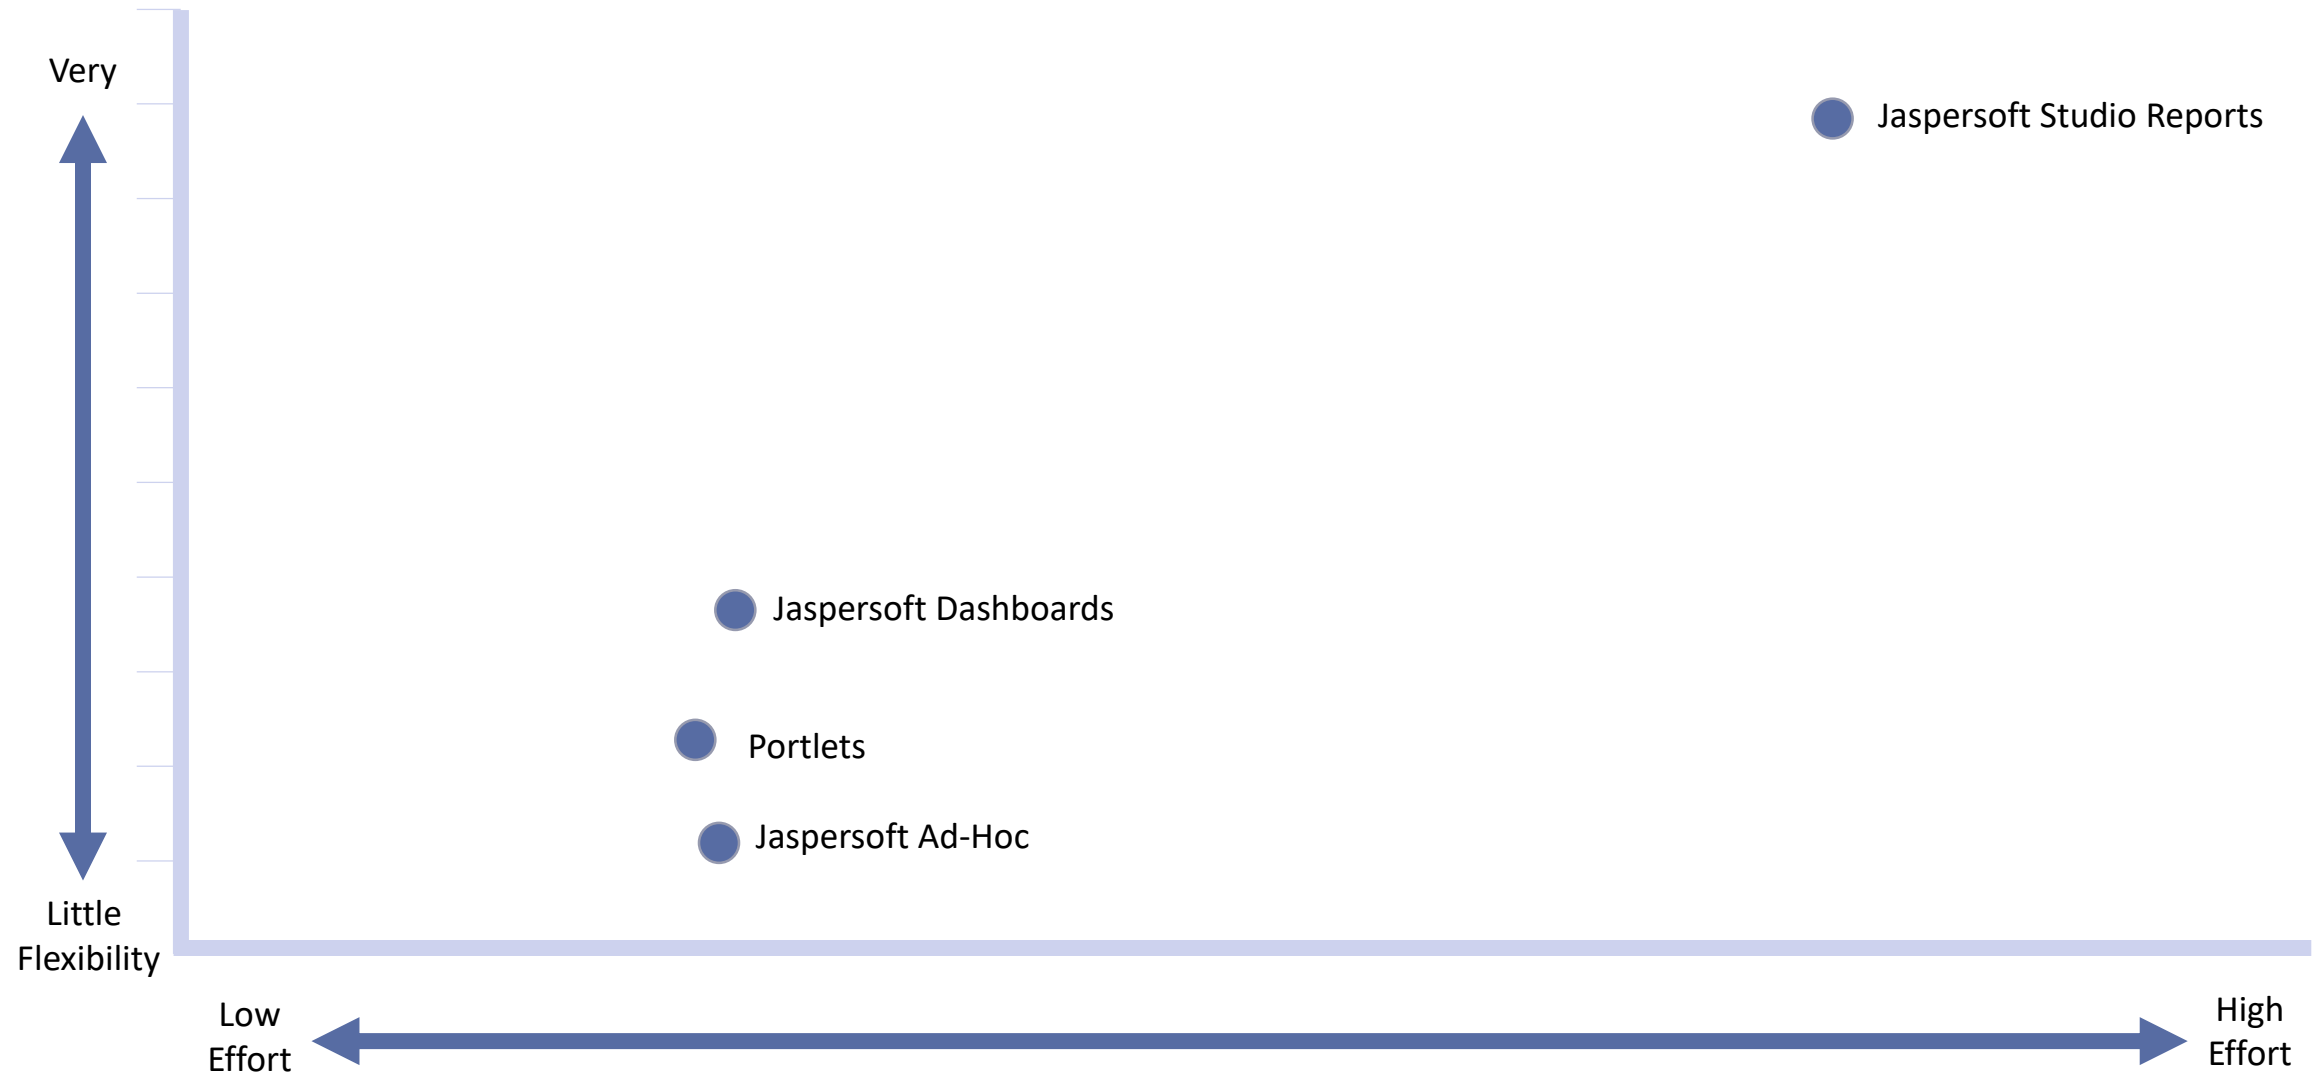 Very
Jaspersoft Studio Reports
Jaspersoft Dashboards
Portlets
Jaspersoft Ad-Hoc
Little
Flexibility
Low
Effort
High
Effort